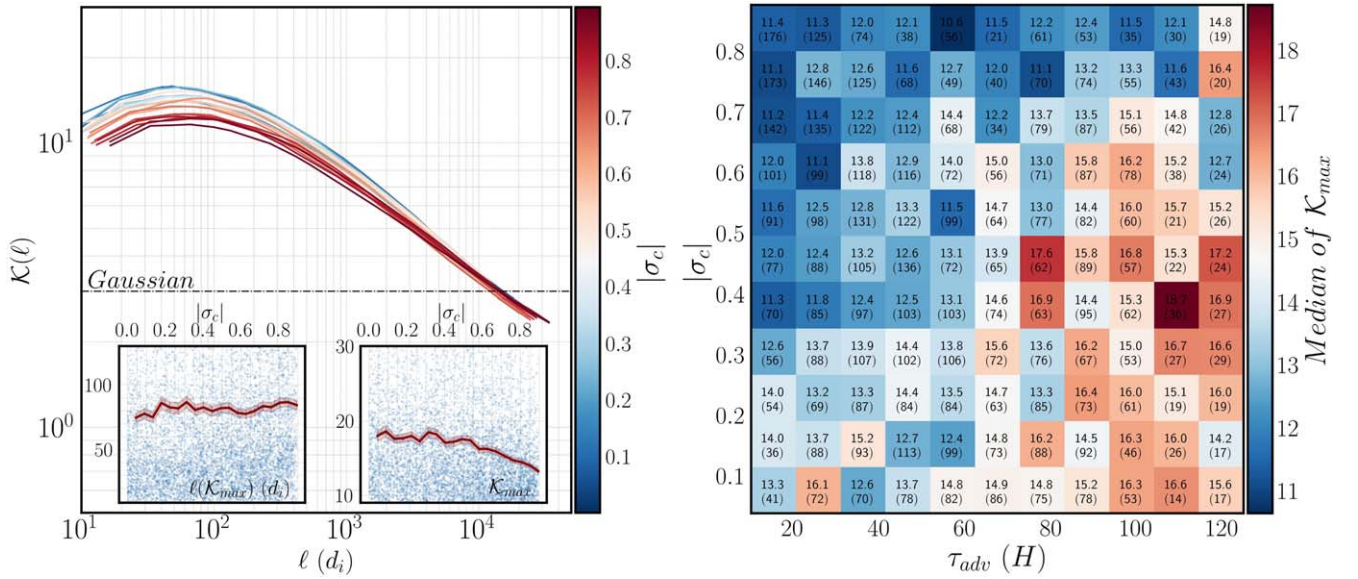 10¹
10⁰
𝒦(ℓ)
Gaussian
|σ_c|
|σ_c|
0.0 0.2 0.4 0.6 0.8
0.0 0.2 0.4 0.6 0.8
100
50
ℓ(𝒦_max) (d_i)
30
20
10
𝒦_max
10¹ 10² 10³ 10⁴
ℓ (d_i)
0.8
0.7
0.6
0.5
0.4
0.3
0.2
0.1
|σ_c|
|σ_c|
0.8
0.7
0.6
0.5
0.4
0.3
0.2
0.1
11.4 11.3 12.0 12.1 10.6 11.5 12.2 12.4 11.5 12.1 14.8
(176) (125) (74) (38) (56) (21) (61) (53) (35) (30) (19)
11.1 12.8 12.6 11.6 12.7 12.0 11.1 13.2 13.3 11.6 16.4
(173) (146) (125) (68) (49) (40) (70) (74) (55) (43) (20)
11.2 11.4 12.2 12.4 14.4 12.2 13.7 13.5 15.1 14.8 12.8
(142) (135) (122) (112) (68) (34) (79) (87) (56) (42) (26)
12.0 11.1 13.8 12.9 14.0 15.0 13.0 15.8 16.2 15.2 12.7
(101) (99) (118) (116) (72) (56) (71) (87) (78) (38) (24)
11.6 12.5 12.8 13.3 11.5 14.7 13.0 14.4 16.0 15.7 15.2
(91) (98) (131) (122) (99) (64) (77) (82) (60) (21) (26)
12.0 12.4 13.2 12.6 13.1 13.9 17.6 15.8 16.8 15.3 17.2
(77) (88) (105) (136) (72) (65) (62) (89) (57) (22) (24)
11.3 11.8 12.4 12.5 13.1 14.6 16.9 14.4 15.3 18.7 16.9
(70) (85) (97) (103) (103) (74) (63) (95) (62) (30) (27)
12.6 13.7 13.9 14.4 13.8 15.6 13.6 16.2 15.0 16.7 16.6
(56) (88) (107) (102) (106) (72) (76) (67) (53) (27) (29)
14.0 13.2 13.3 14.4 13.5 14.7 13.3 16.4 16.0 15.1 16.0
(54) (69) (87) (84) (84) (63) (85) (73) (61) (19) (19)
14.0 13.7 15.2 12.7 12.4 14.8 16.2 14.5 16.3 16.0 14.2
(36) (88) (93) (113) (99) (73) (88) (92) (46) (26) (17)
13.3 16.1 12.6 13.7 14.8 14.9 14.8 15.2 16.3 16.6 15.6
(41) (72) (70) (78) (82) (86) (75) (78) (53) (14) (17)
20 40 60 80 100 120
τ_adv (H)
18
17
16
15
14
13
12
11
Median of 𝒦_max